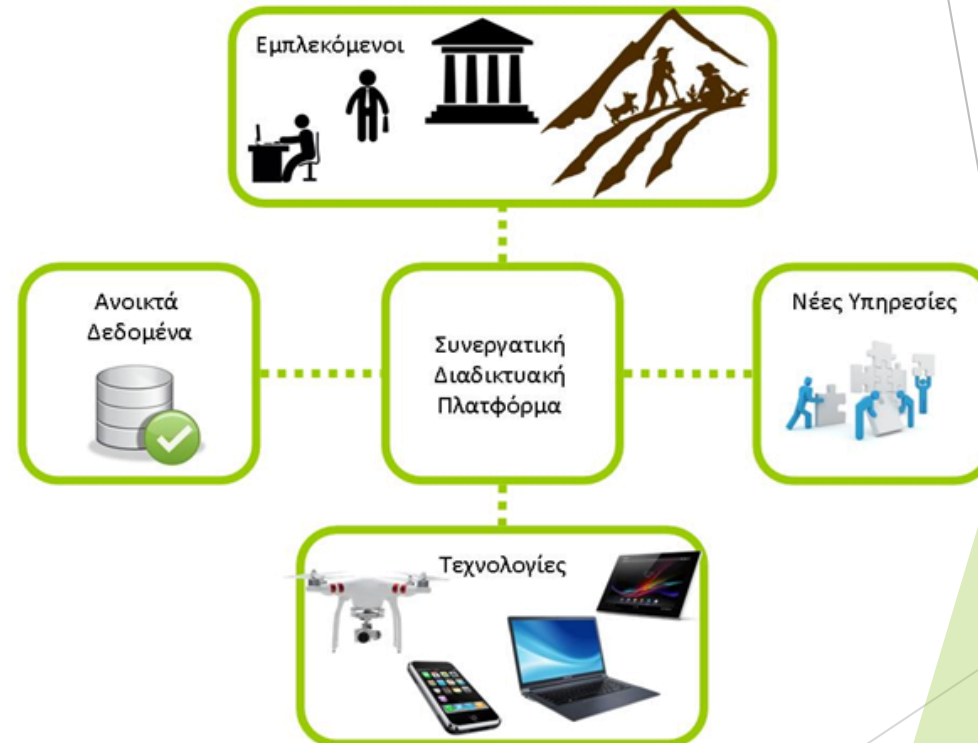 Εμπλεκόμενοι
Ανοικτά
Δεδομένα
Συνεργατική
Διαδικτυακή
Πλατφόρμα
Νέες Υπηρεσίες
Τεχνολογίες